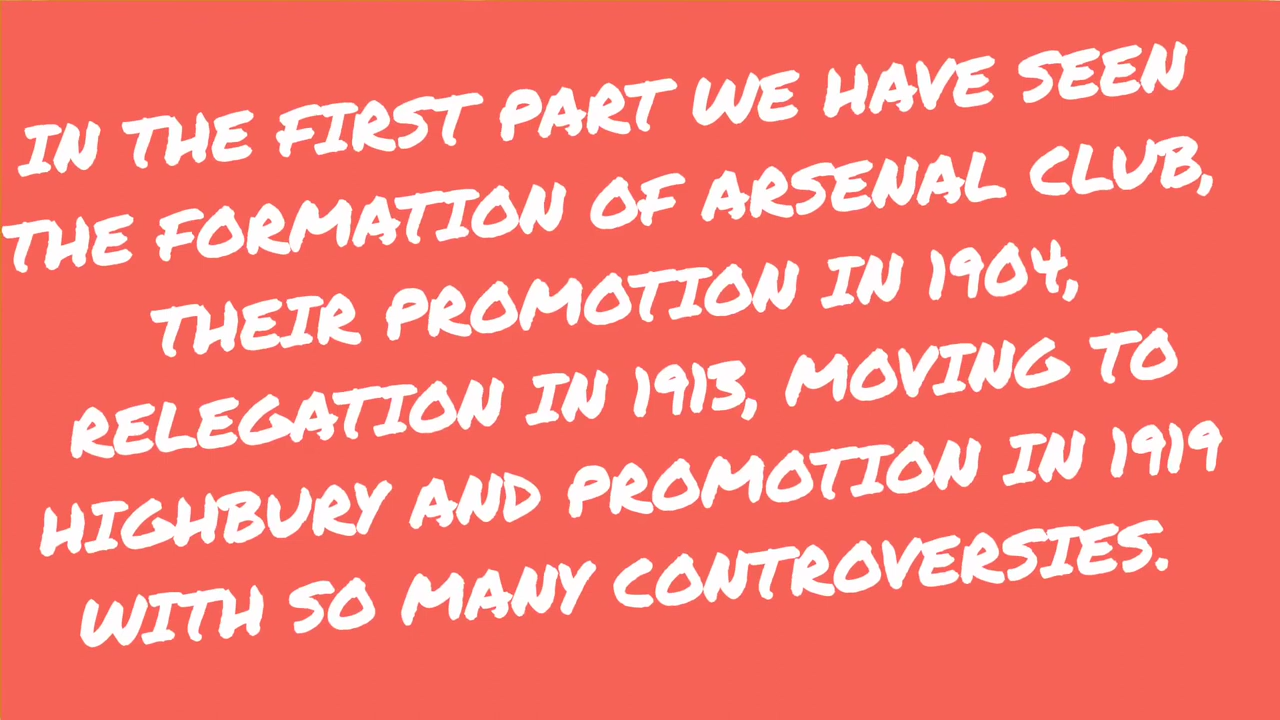 IN THE FIRST PART WE HAVE SEEN
THE FORMATION OF ARSENAL CLUB,
THEIR PROMOTION IN 1904,
RELEGATION IN 1913, MOVING TO
HIGHBURY AND PROMOTION IN 1919
WITH SO MANY CONTROVERSIES.